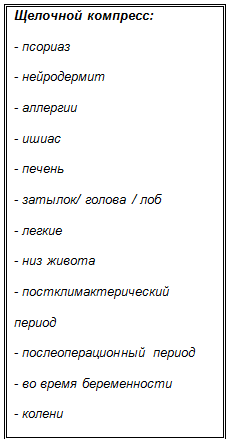 Щелочной компресс:
- псориаз
- нейродермит
- аллергии
- ишиас
- печень
- затылок/ голова / лоб
- легкие
- низ живота
- постклимактерический
период
- послеоперационный период
- во время беременности
- колени